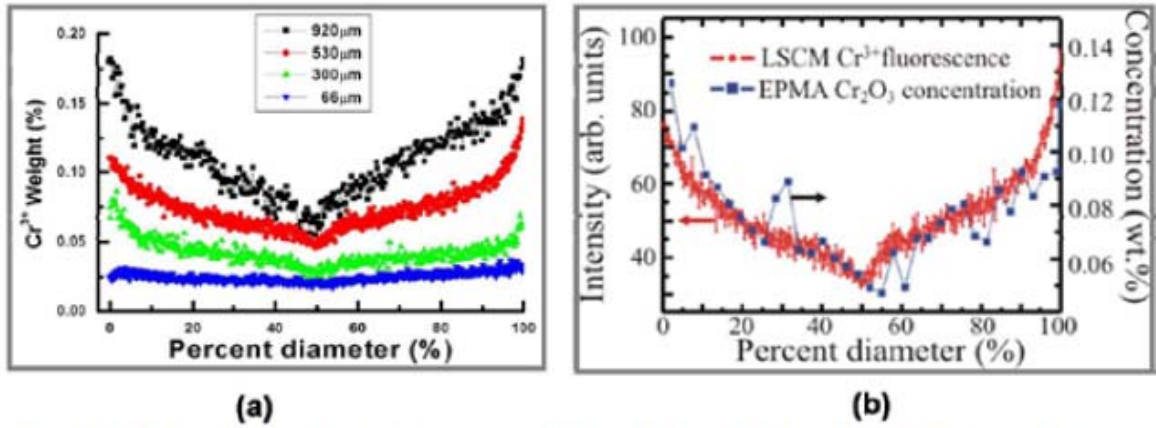 920μm
530μm
300μm
66μm
0.20
0.15
0.10
0.05
0.00
Cr³⁺ Weight (%)
0 20 40 60 80 100
Percent diameter (%)
(a)
LSCM Cr³⁺fluorescence
EPMA Cr₂O₃ concentration
100
80
60
40
Intensity (arb. units)
0.14
0.12
0.10
0.08
0.06
Concentration (wt.%)
0 20 40 60 80 100
Percent diameter (%)
(b)